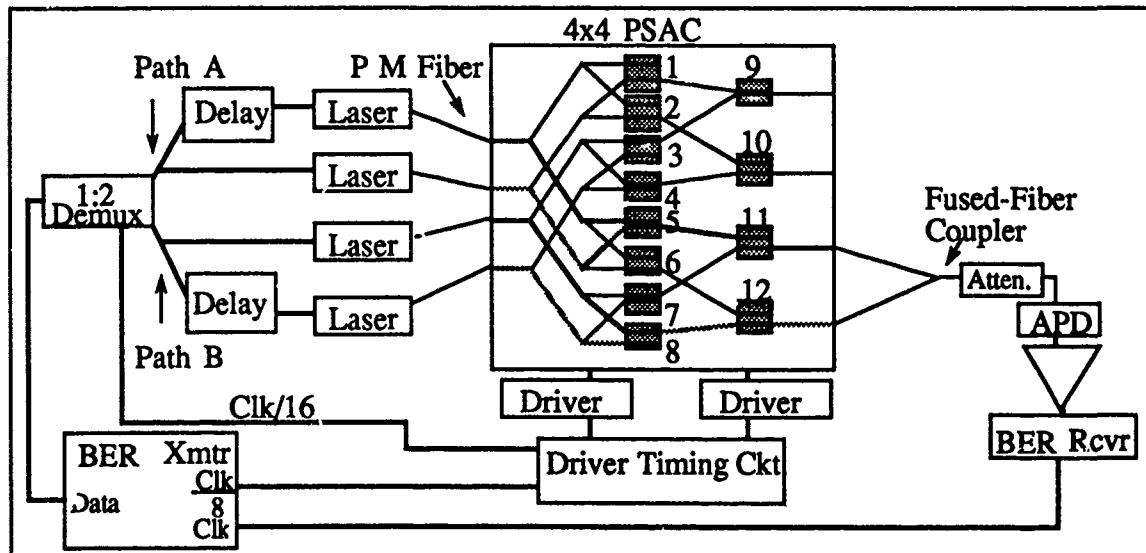 4x4 PSAC
Path A
P M Fiber
Delay
Laser
Laser
1:2
Demux
Laser
Delay
Laser
Path B
1
2
3
4
5
6
7
8
9
10
11
12
Fused-Fiber
Coupler
Atten.
APD
Driver
Driver
Clk/16
BER Xmtr
Clk
8
Data
Clk
Driver Timing Ckt
BER Rcvr